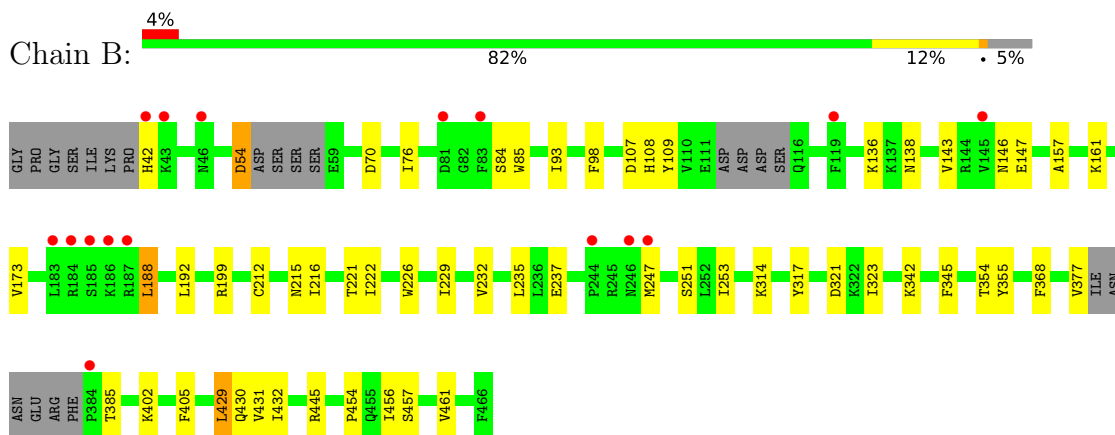 4%
Chain B:
82% 12% • 5%
GLY PRO GLY SER ILE LYS PRO H42 K43 N46 D54 ASP SER SER SER E59 D70 I76 D81 G82 F83 S84 W85 I93 F98 D107 H108 Y109 V110 E111 ASP ASP ASP SER Q116 F119 K136 K137 N138 V143 R144 V145 N146 E147 A157 K161
V173 L183 R184 S185 K186 R187 L188 L192 R199 C212 N215 I216 T221 I222 W226 I229 V232 L235 L236 E237 P244 R245 N246 M247 S251 L252 I253 K314 Y317 D321 K322 I323 K342 F345 T354 Y355 F368 V377 ILE ASN
ASN GLU ARG PHE P384 T385 K402 F405 L429 Q430 V431 I432 R445 P454 Q455 I456 S457 V461 F466